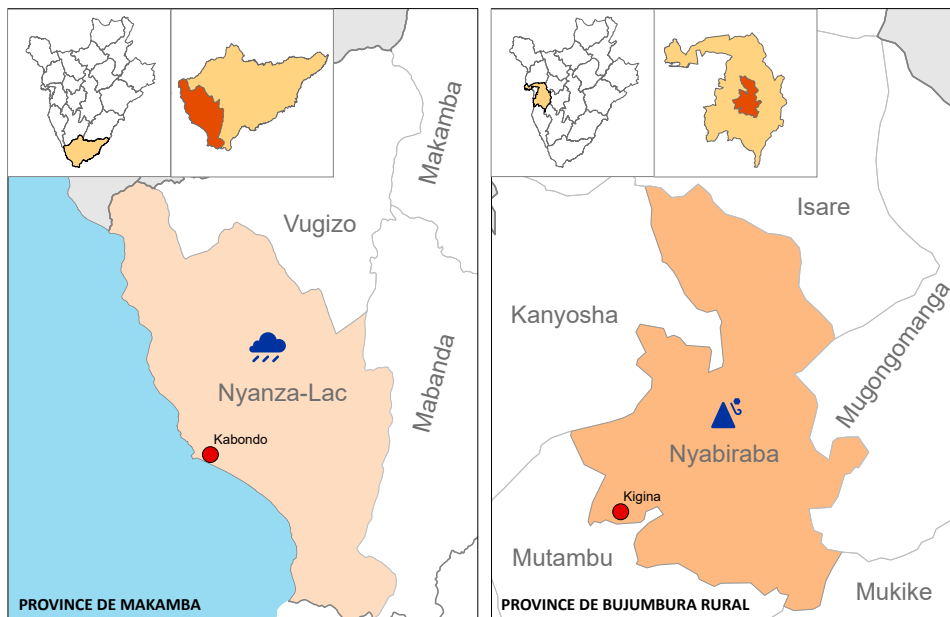 Makamba
Vugizo
Mabanda
Nyanza-Lac
Kabondo
PROVINCE DE MAKAMBA
Isare
Kanyosha
Mugongomanga
Nyabiraba
Kigina
Mutambu
Mukike
PROVINCE DE BUJUMBURA RURAL